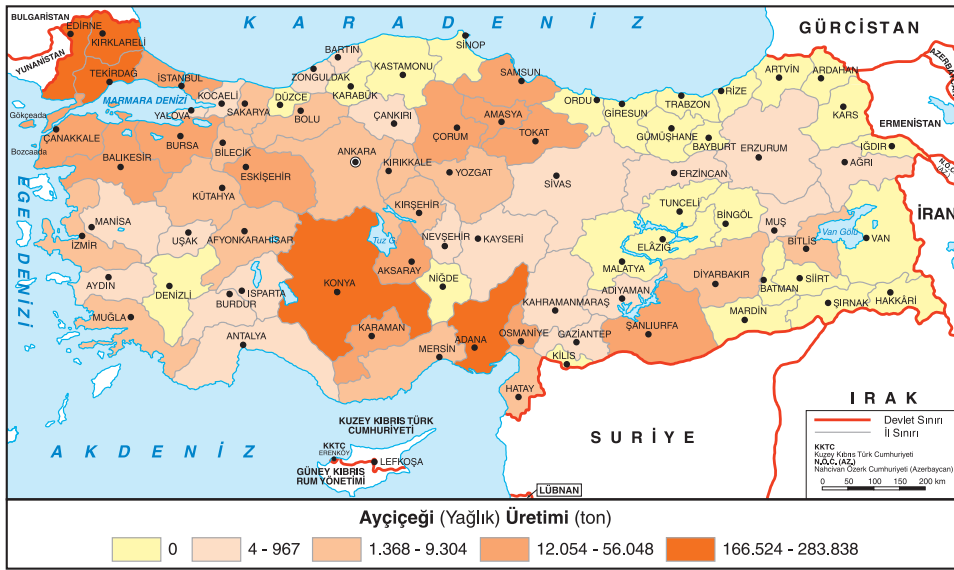 BULGARİSTAN
K A R A D E N İ Z
GÜRCİSTAN
EDİRNE
KIRKLARELİ
YUNANİSTAN
TEKİRDAĞ
İSTANBUL
MARMARA DENİZİ
YALOVA
KOCAELİ
SAKARYA
DÜZCE
BOLU
ZONGULDAK
BARTIN
KARABÜK
KASTAMONU
SİNOP
SAMSUN
ORDU
GİRESUN
TRABZON
RİZE
ARTVİN
ARDAHAN
KARS
ERMENİSTAN
IĞDIR
AĞRI
N.Ö.C.
(AZ.)
İRAN
Gökçeada
Bozcaada
ÇANAKKALE
BALIKESİR
BURSA
BİLECİK
ESKİŞEHİR
KÜTAHYA
ANKARA
KIRIKKALE
ÇANKIRI
ÇORUM
AMASYA
TOKAT
YOZGAT
SİVAS
GÜMÜŞHANE
BAYBURT
ERZURUM
ERZİNCAN
TUNCELİ
BİNGÖL
MUŞ
BİTLİS
Van Gölü
VAN
EGE DENİZİ
MANİSA
İZMİR
UŞAK
AFYONKARAHİSAR
KIRŞEHİR
NEVŞEHİR
KAYSERİ
Tuz G.
AKSARAY
NİĞDE
ELAZIĞ
MALATYA
DİYARBAKIR
BATMAN
SİİRT
ŞIRNAK
HAKKÂRİ
MARDİN
AYDIN
DENİZLİ
BURDUR
ISPARTA
KONYA
KARAMAN
MUĞLA
ANTALYA
MERSİN
ADANA
OSMANİYE
KAHRAMANMARAŞ
ADIYAMAN
GAZİANTEP
ŞANLIURFA
KİLİS
HATAY
A K D E N İ Z
KUZEY KIBRIS TÜRK
CUMHURİYETİ
KKTC
ERENKÖY
LEFKOŞA
GÜNEY KIBRIS
RUM YÖNETİMİ
S U R İ Y E
LÜBNAN
I R A K
Devlet Sınırı
İl Sınırı
KKTC
Kuzey Kıbrıs Türk Cumhuriyeti
N.Ö.C. (AZ.)
Nahcivan Özerk Cumhuriyeti (Azerbaycan)
0 50 100 150 200 km
Ayçiçeği (Yağlık) Üretimi (ton)
0
4 - 967
1.368 - 9.304
12.054 - 56.048
166.524 - 283.838